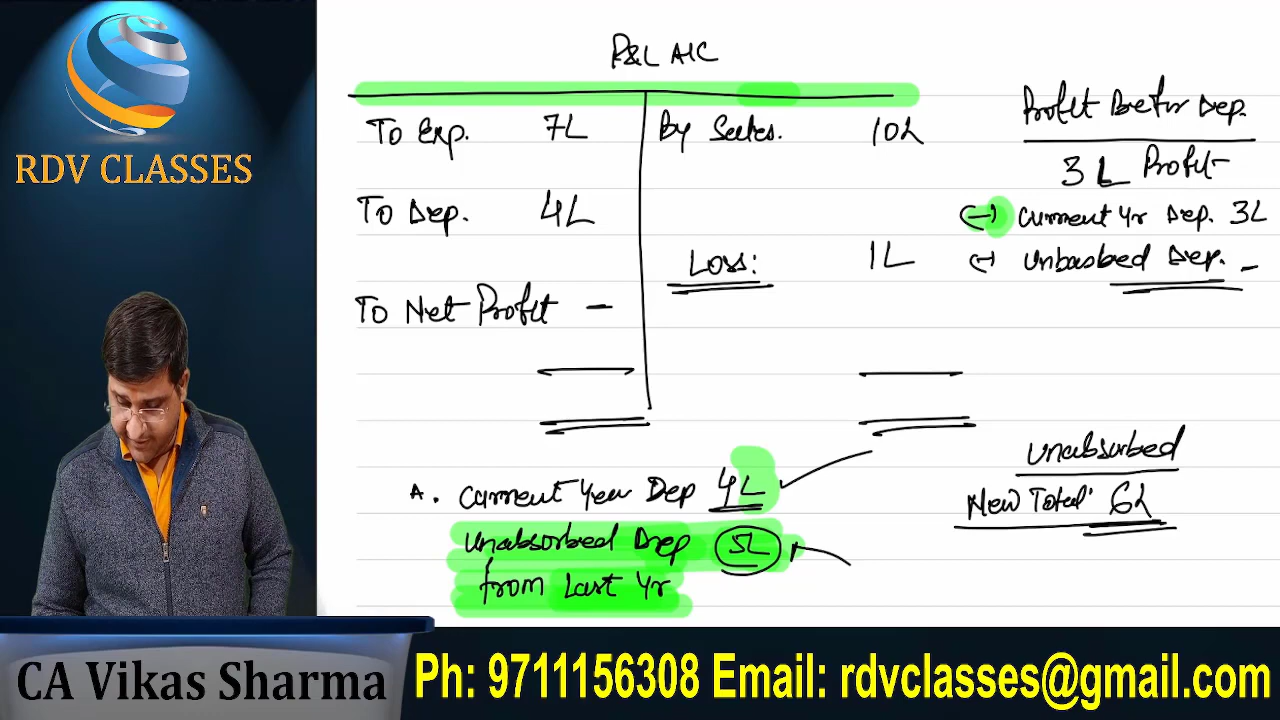 P&L A/C
To Exp. 7L By Sales. 10L
To Dep. 4L
Loss: 1L
To Net Profit -
Profit Before Dep.
3L Profit
(-) Current Yr Dep. 3L
(-) Unbasbed Dep. -
A. Current Year Dep 4L
Unabsorbed Dep 5L
from Last Yr
Unabsorbed
New Total: 6L
RDV CLASSES
CA Vikas Sharma
Ph: 9711156308 Email: rdvclasses@gmail.com